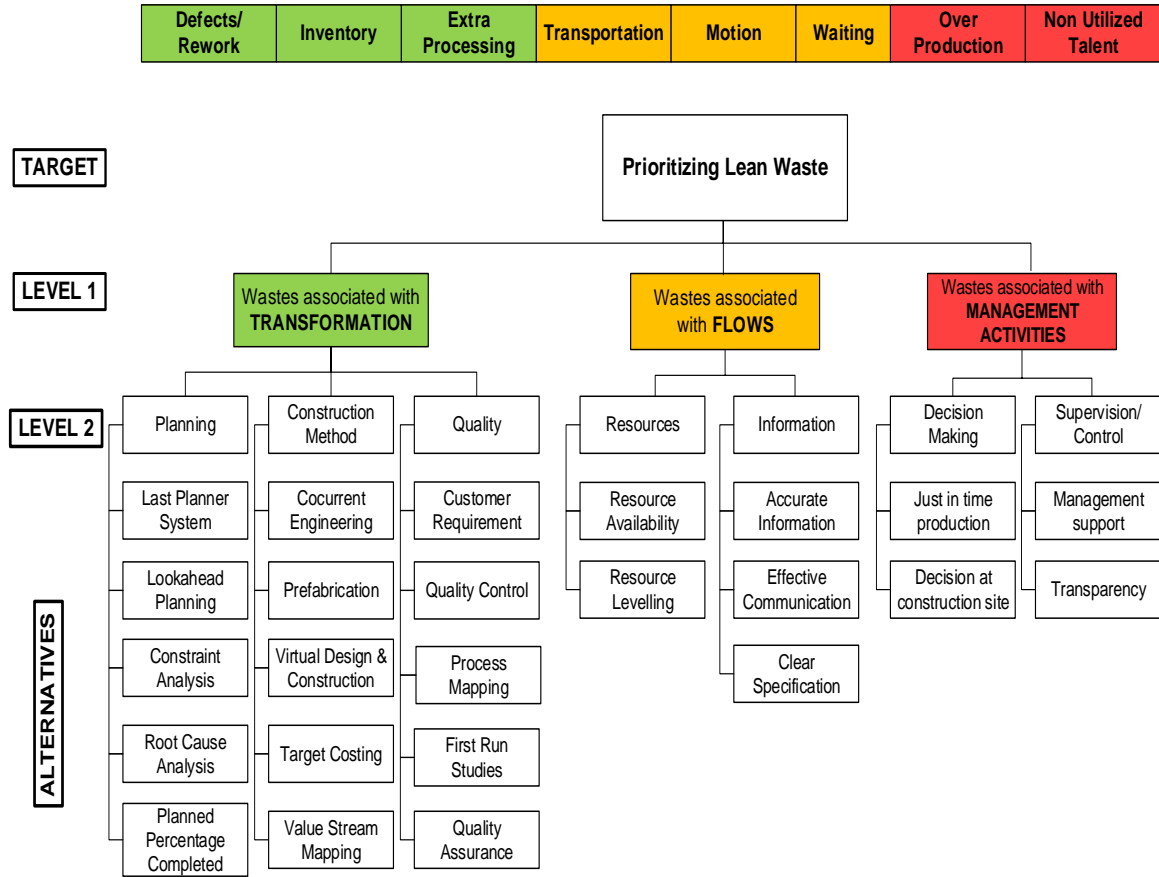 Defects/
Rework
Inventory
Extra
Processing
Transportation
Motion
Waiting
Over
Production
Non Utilized
Talent
TARGET
Prioritizing Lean Waste
LEVEL 1
Wastes associated with
TRANSFORMATION
Wastes associated
with FLOWS
Wastes associated with
MANAGEMENT
ACTIVITIES
LEVEL 2
Planning
Construction
Method
Quality
Resources
Information
Decision
Making
Supervision/
Control
ALTERNATIVES
Last Planner
System
Cocurrent
Engineering
Customer
Requirement
Resource
Availability
Accurate
Information
Just in time
production
Management
support
Lookahead
Planning
Prefabrication
Quality Control
Resource
Levelling
Effective
Communication
Decision at
construction site
Transparency
Constraint
Analysis
Virtual Design &
Construction
Process
Mapping
Clear
Specification
Root Cause
Analysis
Target Costing
First Run
Studies
Planned
Percentage
Completed
Value Stream
Mapping
Quality
Assurance